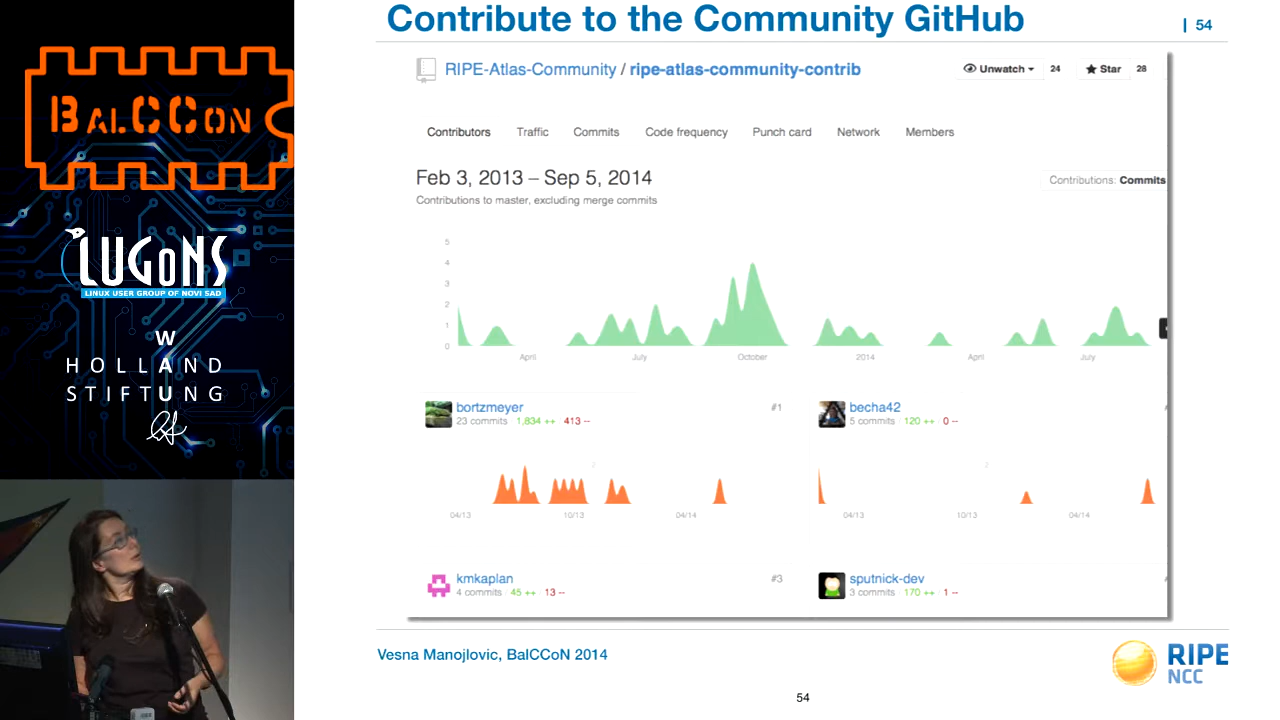 BALCCON
LUGONS
LINUX USER GROUP OF NOVI SAD
W
HOLLAND
STIFTUNG
Contribute to the Community GitHub
| 54
RIPE-Atlas-Community / ripe-atlas-community-contrib
Unwatch 24 Star 28
Contributors Traffic Commits Code frequency Punch card Network Members
Feb 3, 2013 – Sep 5, 2014
Contributions: Commits
Contributions to master, excluding merge commits
5
4
3
2
1
0
April July October 2014 April July
bortzmeyer #1
23 commits 1,834 ++ 413 --
becha42
5 commits 120 ++ 0 --
2
04/13 10/13 04/14
2
04/13 10/13 04/14
kmkaplan #3
4 commits 45 ++ 13 --
sputnick-dev
3 commits 170 ++ 1 --
Vesna Manojlovic, BalCCoN 2014
RIPE
NCC
54